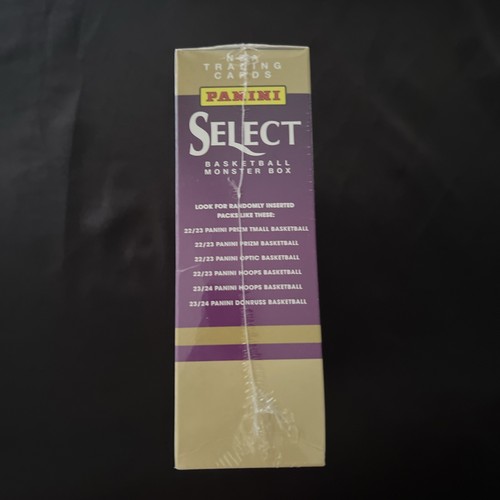 NBA
TRADING
CARDS
PANINI
SELECT
BASKETBALL
MONSTER BOX
LOOK FOR RANDOMLY INSERTED
PACKS LIKE THESE:
22/23 PANINI PRIZM TMALL BASKETBALL
22/23 PANINI PRIZM BASKETBALL
22/23 PANINI OPTIC BASKETBALL
22/23 PANINI HOOPS BASKETBALL
23/24 PANINI HOOPS BASKETBALL
23/24 PANINI DONRUSS BASKETBALL